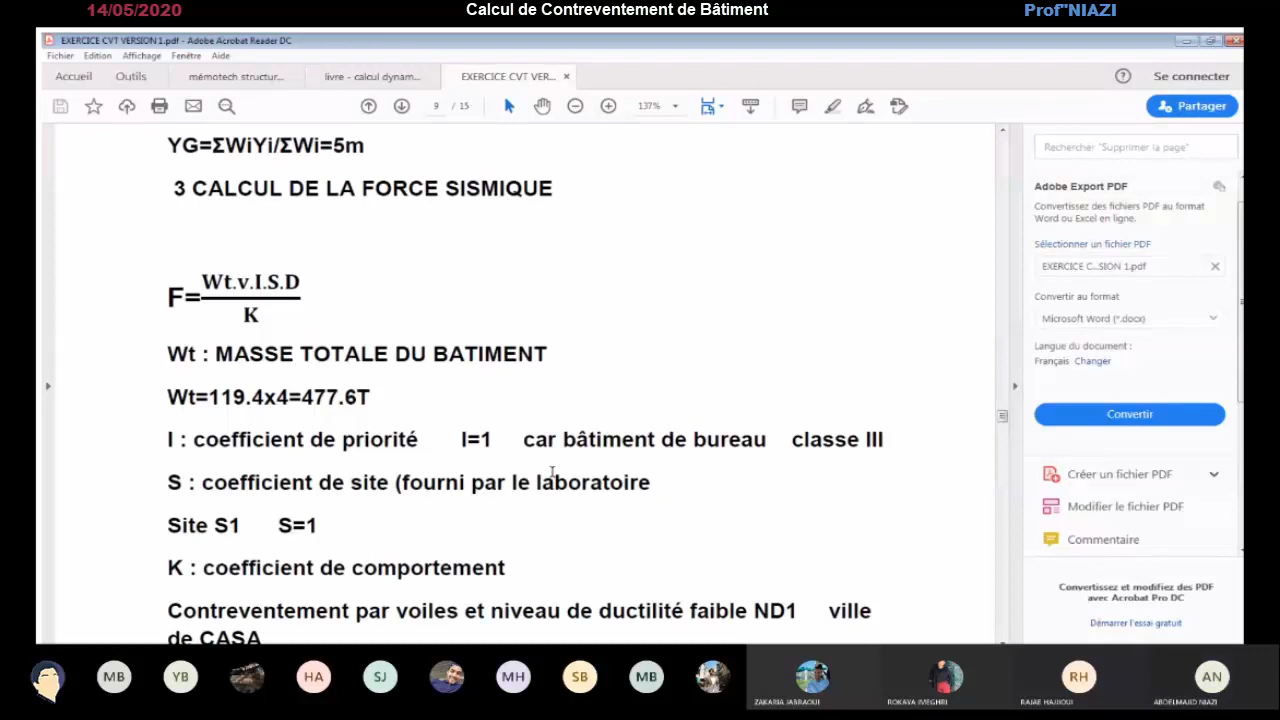 14/05/2020
Calcul de Contreventement de Bâtiment
Prof"NIAZI
EXERCICE CVT VERSION 1.pdf - Adobe Acrobat Reader DC
Fichier Edition Affichage Fenêtre Aide
Accueil Outils mémotech structur... livre - calcul dynam... EXERCICE CVT VER... ×
Se connecter
9 / 15
137%
Partager
YG=ΣWiYi/ΣWi=5m
3 CALCUL DE LA FORCE SISMIQUE
F=Wt.v.I.S.D
K
Wt : MASSE TOTALE DU BATIMENT
Wt=119.4x4=477.6T
I : coefficient de priorité I=1 car bâtiment de bureau classe III
S : coefficient de site (fourni par le laboratoire
Site S1 S=1
K : coefficient de comportement
Contreventement par voiles et niveau de ductilité faible ND1 ville
de CASA
Rechercher "Supprimer la page"
Adobe Export PDF
Convertissez des fichiers PDF au format
Word ou Excel en ligne.
Sélectionner un fichier PDF
EXERCICE C...SION 1.pdf
Convertir au format
Microsoft Word (*.docx)
Langue du document :
Français Changer
Convertir
Créer un fichier PDF
Modifier le fichier PDF
Commentaire
Convertissez et modifiez des PDF
avec Acrobat Pro DC
Démarrer l'essai gratuit
MB YB HA SJ MH SB MB RH AN
ZAKARIA JABRAOUI ROKAYA IMEGHRI RAJAE HAJJIOUI ABDELMAJID NIAZI